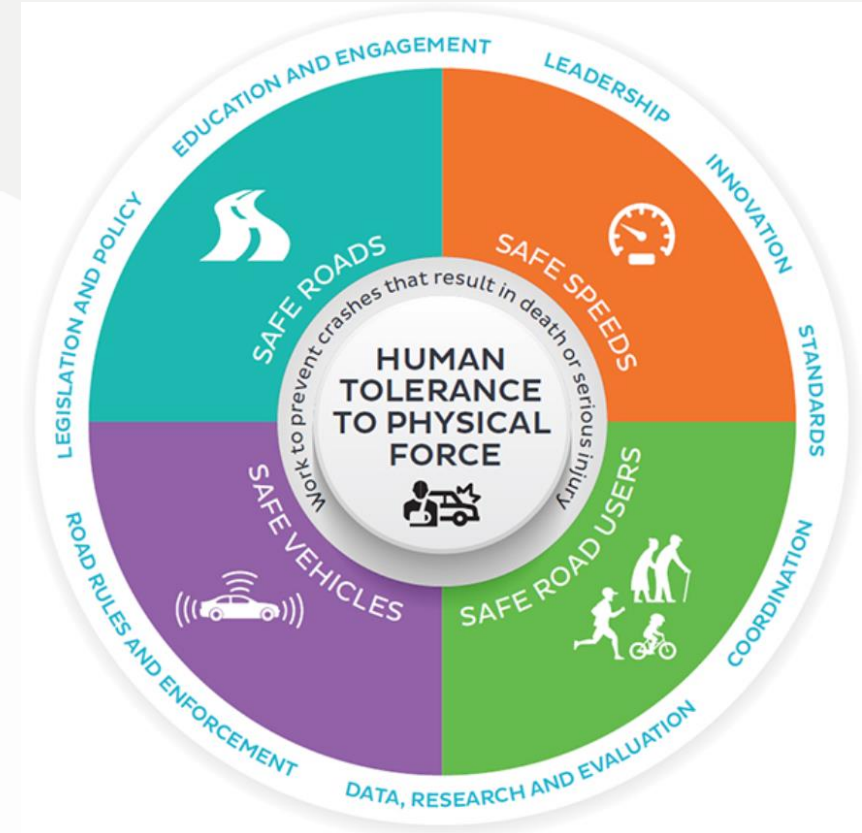 EDUCATION AND ENGAGEMENT
LEADERSHIP
INNOVATION
STANDARDS
COORDINATION
DATA, RESEARCH AND EVALUATION
ROAD RULES AND ENFORCEMENT
LEGISLATION AND POLICY
SAFE ROADS
SAFE SPEEDS
SAFE ROAD USERS
SAFE VEHICLES
Work to prevent crashes that result in death or serious injury
HUMAN
TOLERANCE
TO PHYSICAL
FORCE